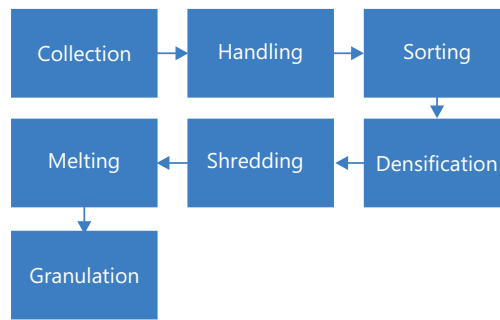 Collection
Handling
Sorting
Densification
Shredding
Melting
Granulation